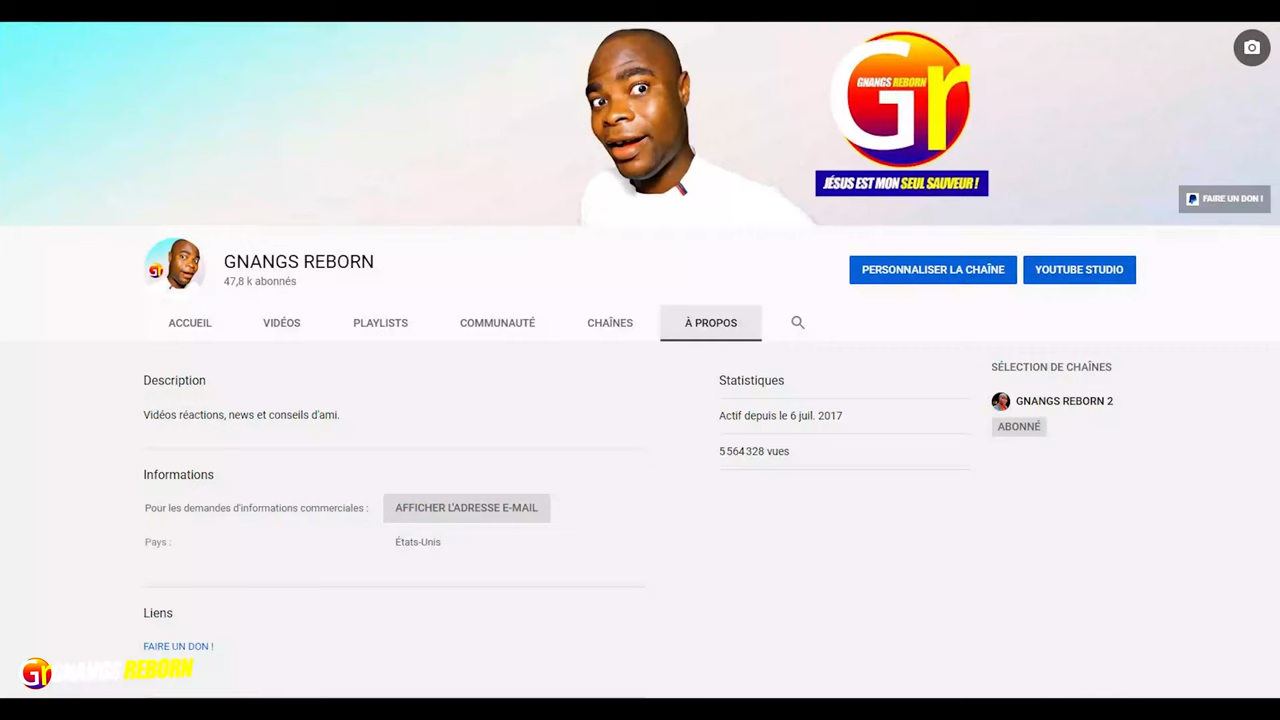 GNANGS REBORN
Gr
JÉSUS EST MON SEUL SAUVEUR !
FAIRE UN DON !
GNANGS REBORN
47,8 k abonnés
PERSONNALISER LA CHAÎNE
YOUTUBE STUDIO
Gr
ACCUEIL
VIDÉOS
PLAYLISTS
COMMUNAUTÉ
CHAÎNES
À PROPOS
Description
Vidéos réactions, news et conseils d'ami.
Informations
Pour les demandes d'informations commerciales :
AFFICHER L'ADRESSE E-MAIL
Pays :
États-Unis
Liens
FAIRE UN DON !
Statistiques
Actif depuis le 6 juil. 2017
5 564 328 vues
SÉLECTION DE CHAÎNES
GNANGS REBORN 2
ABONNÉ
Gr GNANGS REBORN